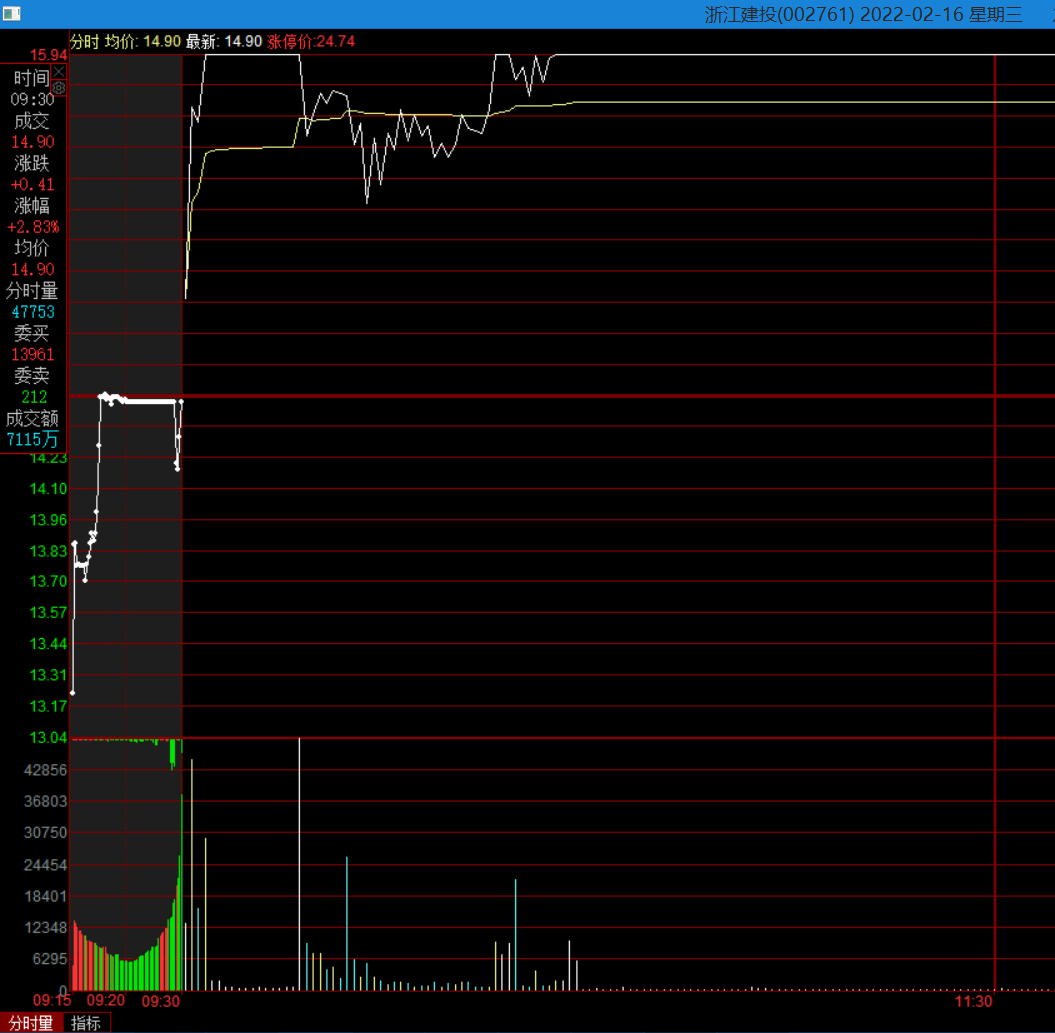 浙江建投(002761) 2022-02-16 星期三
分时 均价: 14.90 最新: 14.90 涨停价:24.74
15.94
时间
09:30
成交
14.90
涨跌
+0.41
涨幅
+2.83%
均价
14.90
分时量
47753
委买
13961
委卖
212
成交额
7115万
14.23
14.10
13.96
13.83
13.70
13.57
13.44
13.31
13.17
13.04
42856
36803
30750
24454
18401
12348
6295
0
09:15 09:20 09:30 11:30
分时量 指标